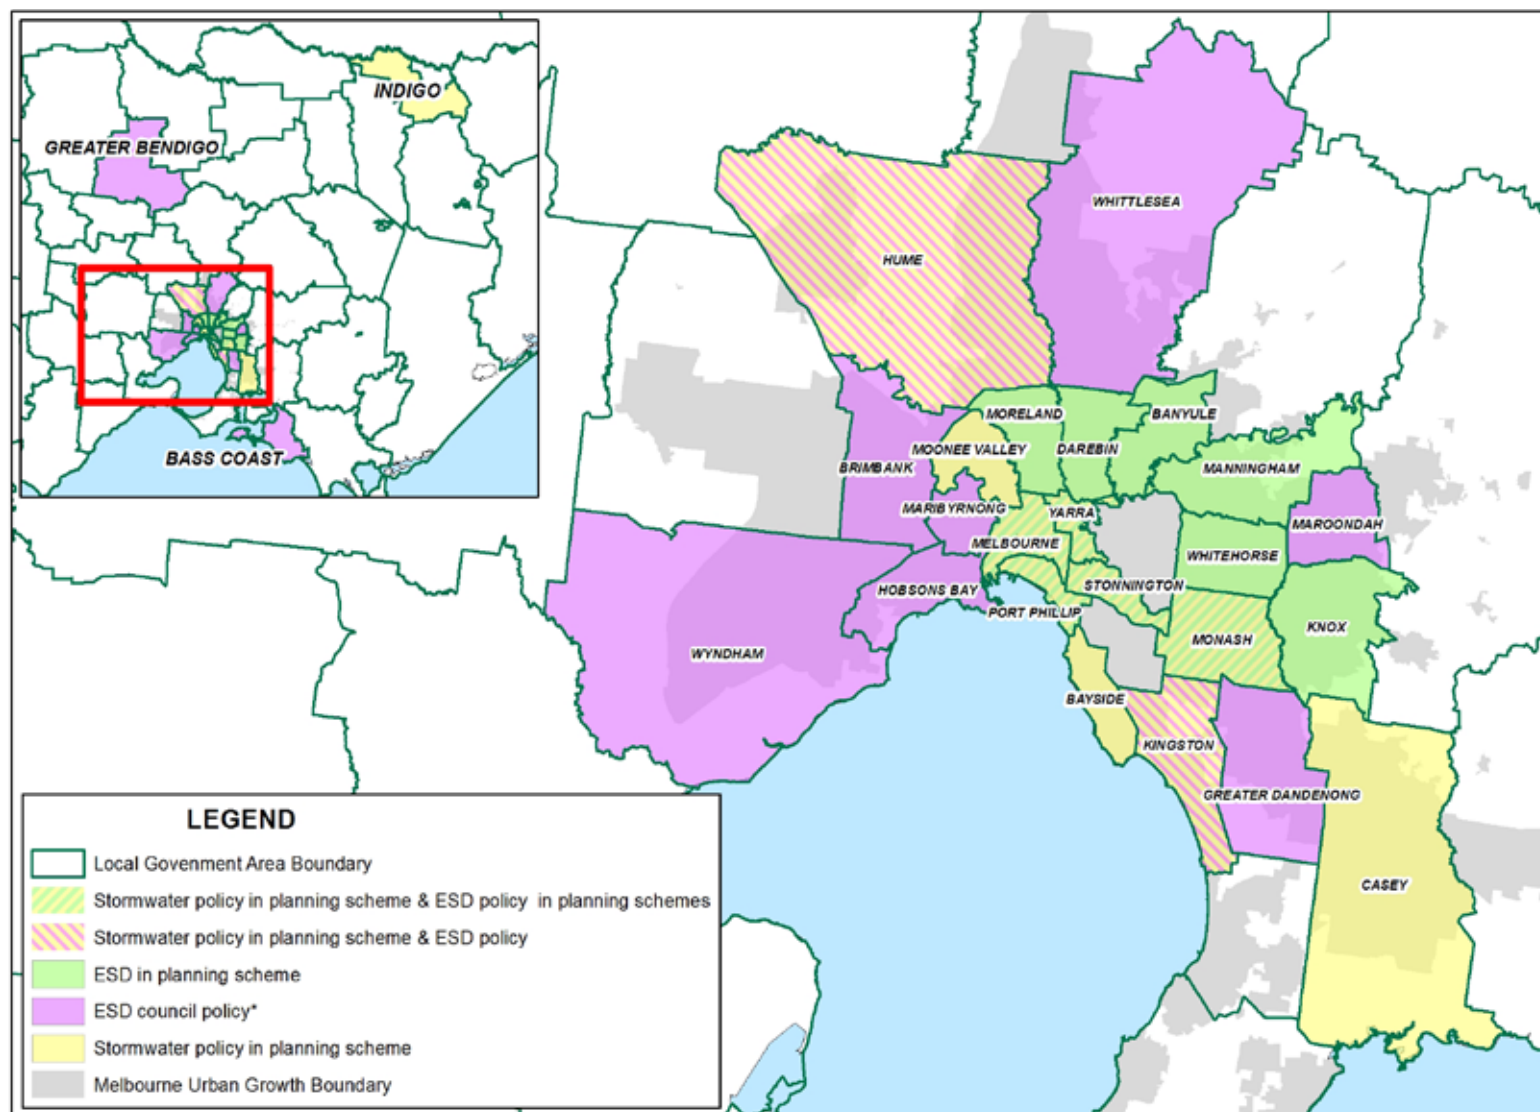 INDIGO
GREATER BENDIGO
BASS COAST
WHITTLESEA
HUME
MORELAND
BANYULE
MOONEE VALLEY
DAREBIN
BRIMBANK
MANNINGHAM
MARIBYRNONG
YARRA
MAROONDAH
MELBOURNE
WHITEHORSE
HOBSONS BAY
STONNINGTON
PORT PHILLIP
KNOX
MONASH
WYNDHAM
BAYSIDE
KINGSTON
GREATER DANDENONG
CASEY
LEGEND
Local Govenment Area Boundary
Stormwater policy in planning scheme & ESD policy in planning schemes
Stormwater policy in planning scheme & ESD policy
ESD in planning scheme
ESD council policy*
Stormwater policy in planning scheme
Melbourne Urban Growth Boundary